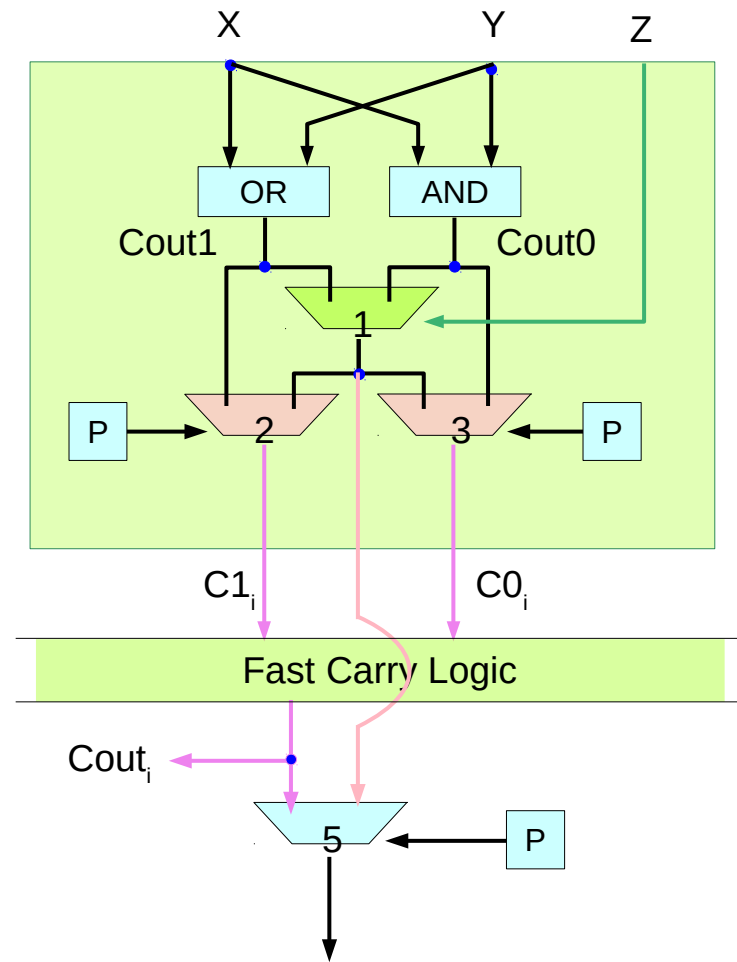 X Y Z
OR AND
Cout1 Cout0
1
P 2 3 P
C1i C0i
Fast Carry Logic
Couti
5 P